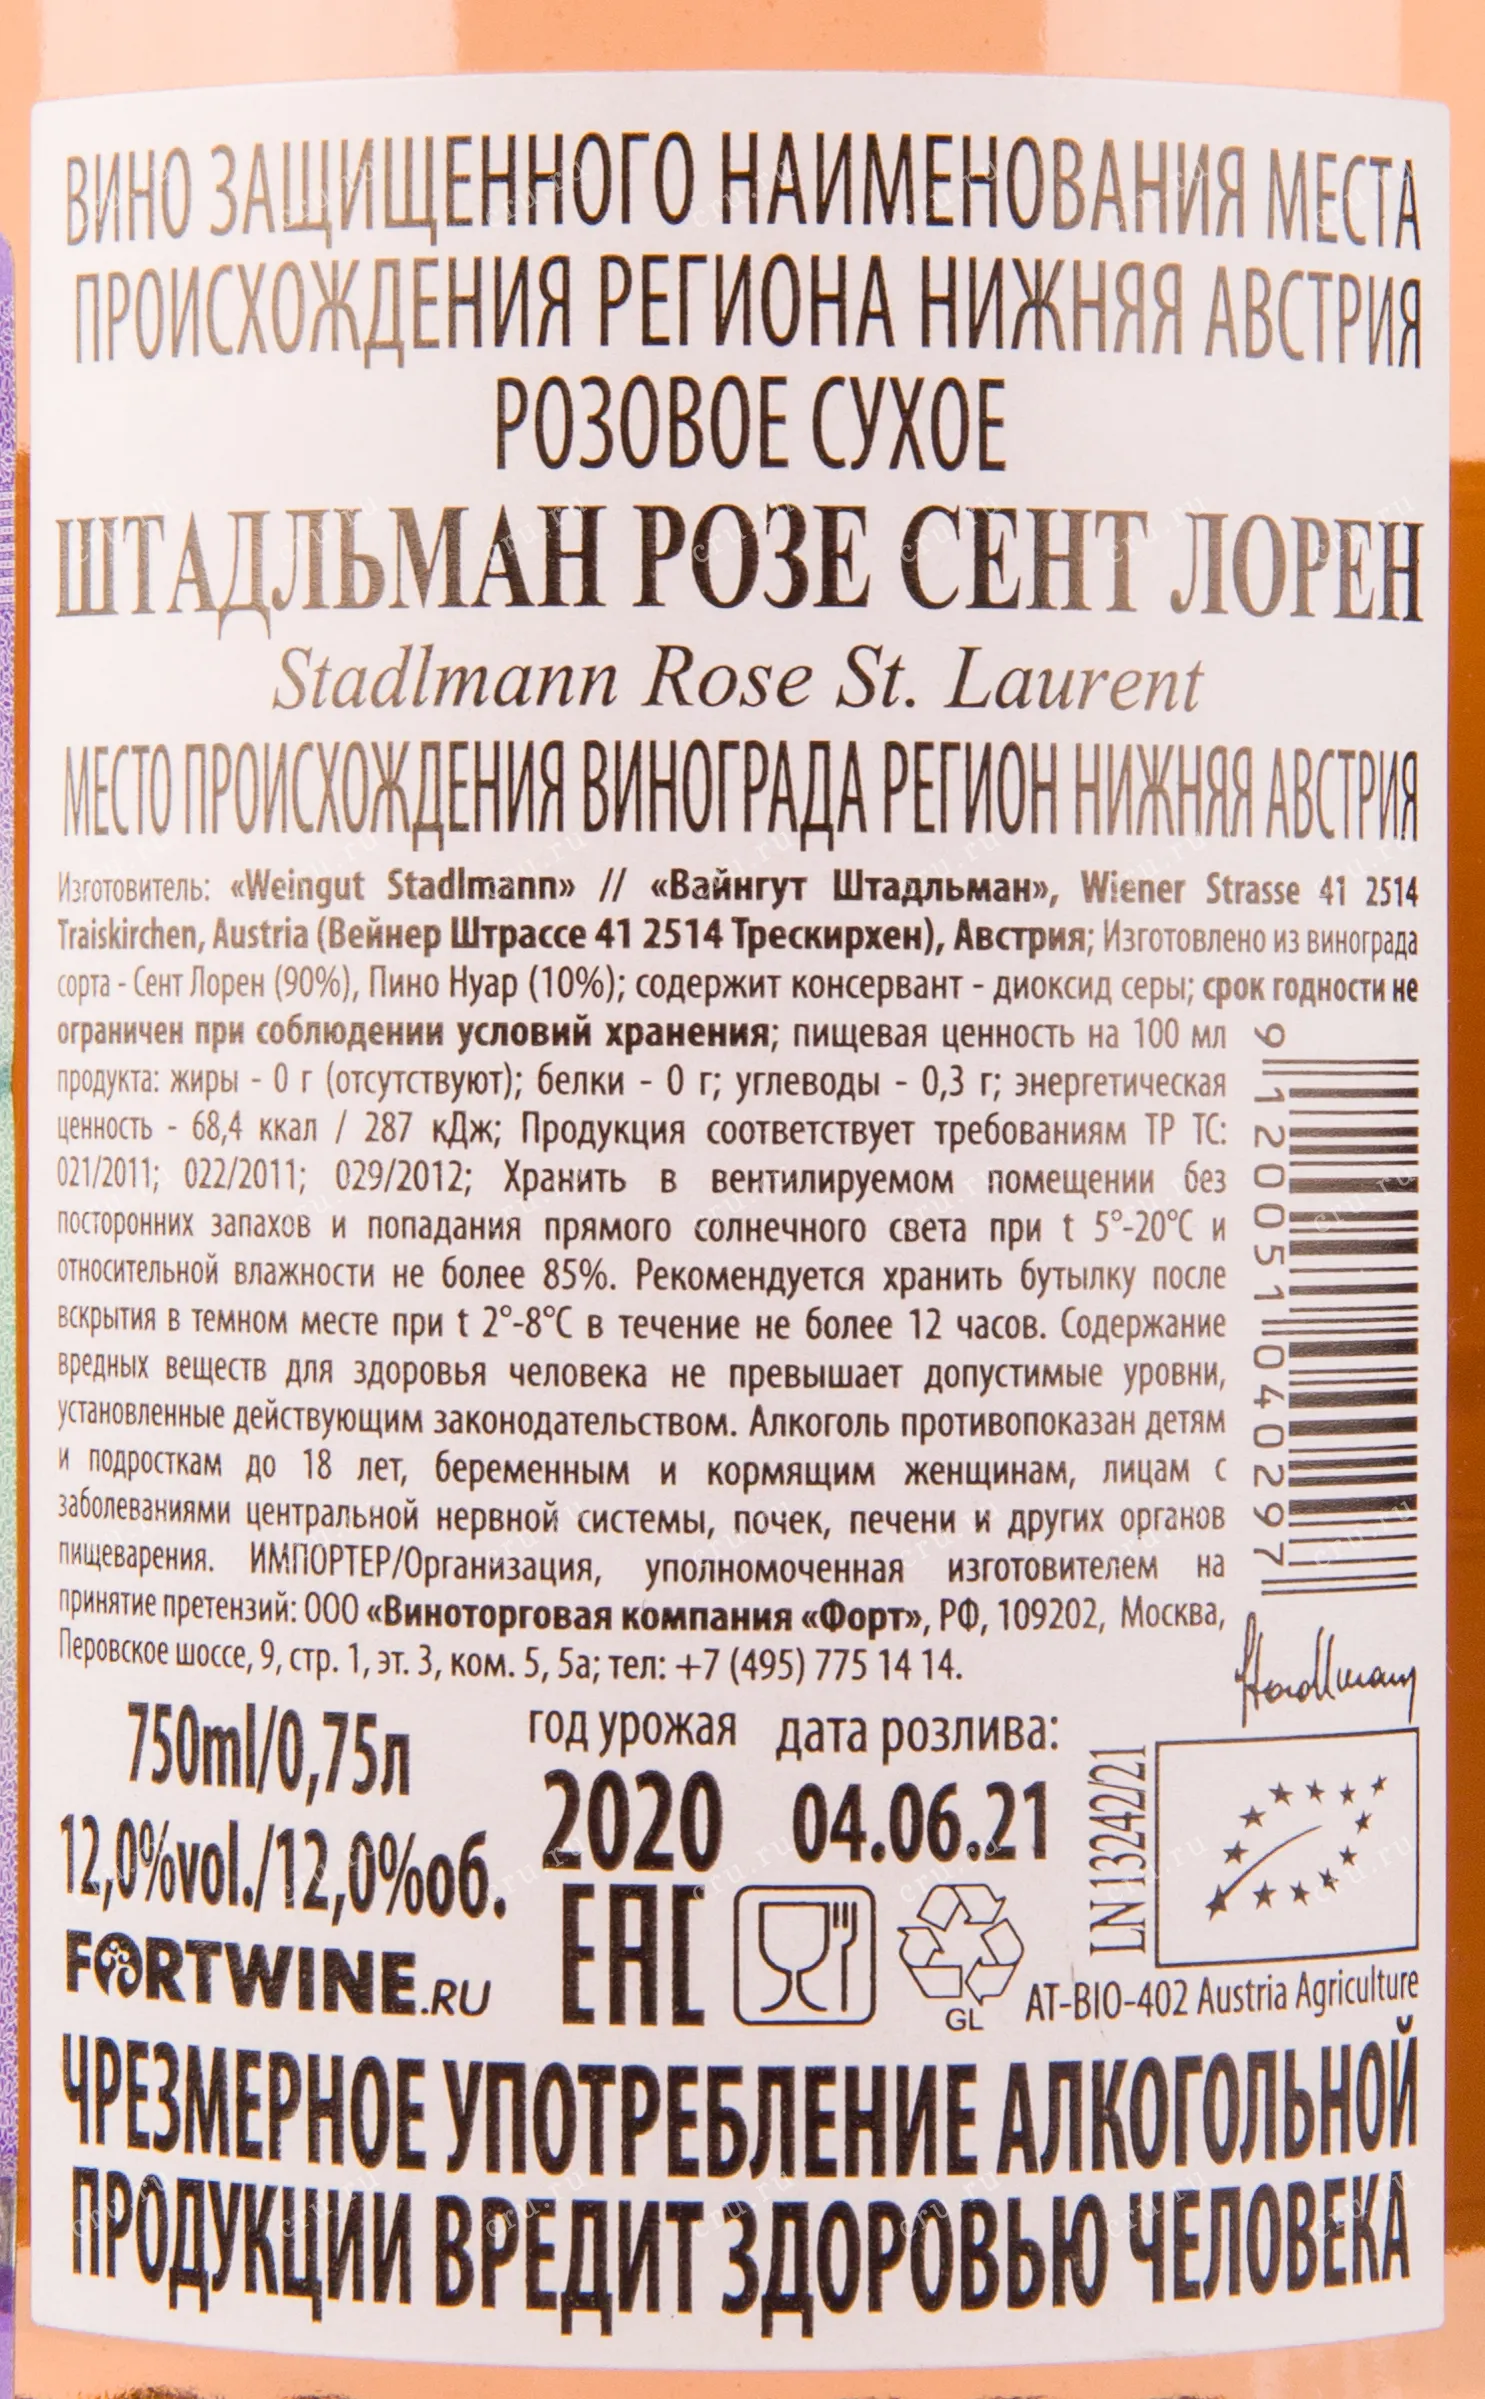 ВИНО ЗАЩИЩЕННОГО НАИМЕНОВАНИЯ МЕСТА
ПРОИСХОЖДЕНИЯ РЕГИОНА НИЖНЯЯ АВСТРИЯ
РОЗОВОЕ СУХОЕ
ШТАДЛЬМАН РОЗЕ СЕНТ ЛОРЕН
Stadlmann Rose St. Laurent
МЕСТО ПРОИСХОЖДЕНИЯ ВИНОГРАДА РЕГИОН НИЖНЯЯ АВСТРИЯ
Изготовитель: «Weingut Stadlmann» // «Вайнгут Штадльман», Wiener Strasse 41 2514
Traiskirchen, Austria (Вейнер Штрассе 41 2514 Трескирхен), Австрия; Изготовлено из винограда
сорта - Сент Лорен (90%), Пино Нуар (10%); содержит консервант - диоксид серы; срок годности не
ограничен при соблюдении условий хранения; пищевая ценность на 100 мл
продукта: жиры - 0 г (отсутствуют); белки - 0 г; углеводы - 0,3 г; энергетическая
ценность - 68,4 ккал / 287 кДж; Продукция соответствует требованиям ТР ТС:
021/2011; 022/2011; 029/2012; Хранить в вентилируемом помещении без
посторонних запахов и попадания прямого солнечного света при t 5°-20°C и
относительной влажности не более 85%. Рекомендуется хранить бутылку после
вскрытия в темном месте при t 2°-8°C в течение не более 12 часов. Содержание
вредных веществ для здоровья человека не превышает допустимые уровни,
установленные действующим законодательством. Алкоголь противопоказан детям
и подросткам до 18 лет, беременным и кормящим женщинам, лицам с
заболеваниями центральной нервной системы, почек, печени и других органов
пищеварения. ИМПОРТЕР/Организация, уполномоченная изготовителем на
принятие претензий: ООО «Виноторговая компания «Форт», РФ, 109202, Москва,
Перовское шоссе, 9, стр. 1, эт. 3, ком. 5, 5а; тел: +7 (495) 775 14 14.
9 120051 040297
Stadlmann
750ml/0,75л
12,0%vol./12,0%об.
FORTWINE.RU
год урожая
2020
дата розлива:
04.06.21
EAC
GL
LN 13242/21
AT-BIO-402 Austria Agriculture
ЧРЕЗМЕРНОЕ УПОТРЕБЛЕНИЕ АЛКОГОЛЬНОЙ
ПРОДУКЦИИ ВРЕДИТ ЗДОРОВЬЮ ЧЕЛОВЕКА
cru.ru